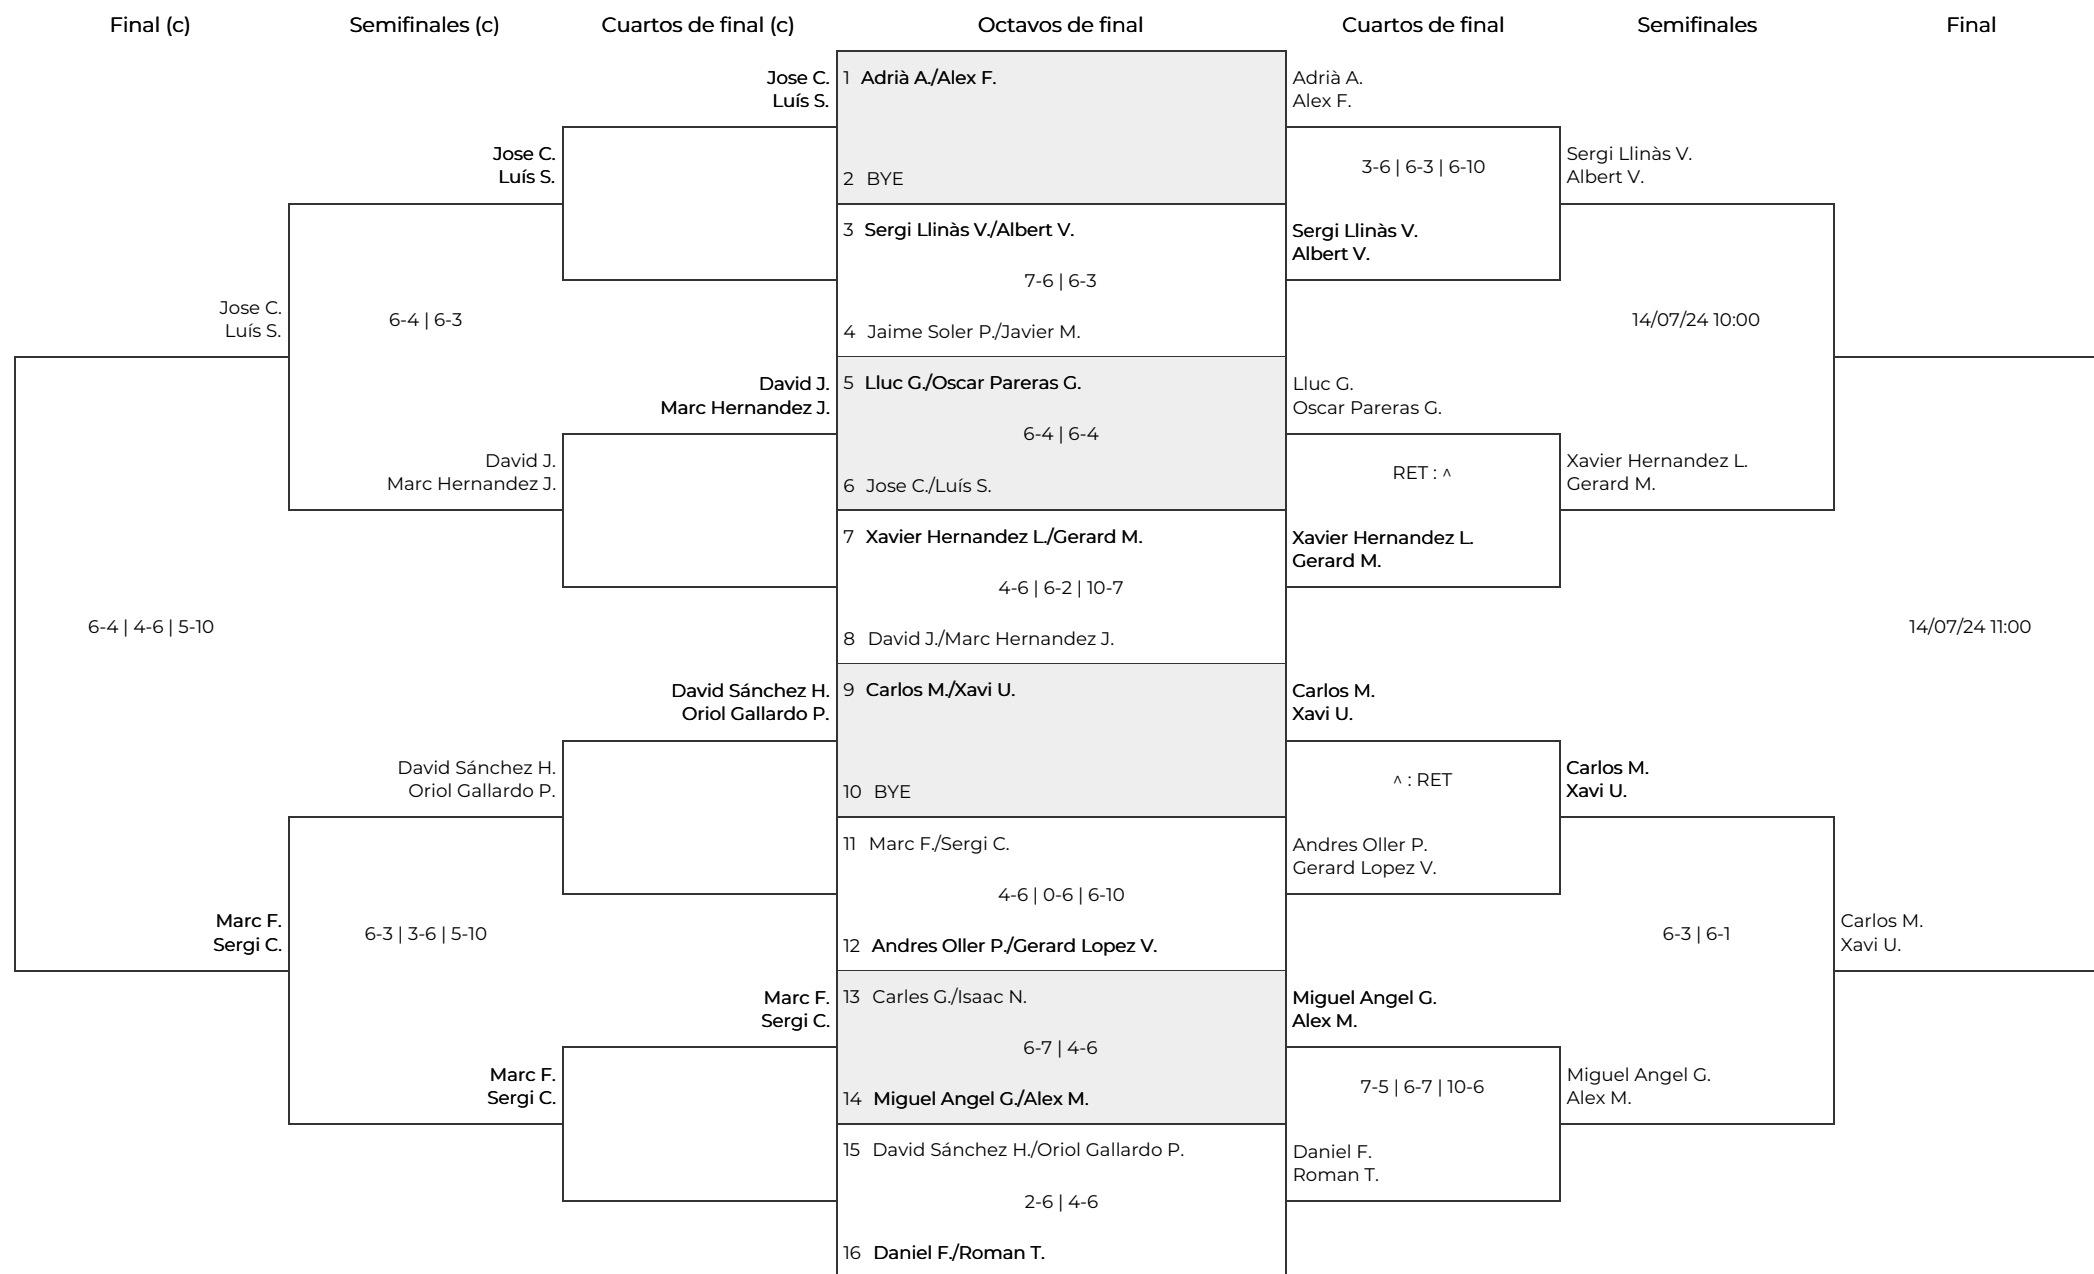 Final (c)
Semifinales (c)
Cuartos de final (c)
Octavos de final
Cuartos de final
Semifinales
Final
Jose C.
Luís S.
Marc F.
Sergi C.
6-4 | 4-6 | 5-10
Jose C.
Luís S.
6-4 | 6-3
David J.
Marc Hernandez J.
David Sánchez H.
Oriol Gallardo P.
6-3 | 3-6 | 5-10
Marc F.
Sergi C.
Jose C.
Luís S.
David J.
Marc Hernandez J.
David Sánchez H.
Oriol Gallardo P.
Marc F.
Sergi C.
1 Adrià A./Alex F.
2 BYE
3 Sergi Llinàs V./Albert V.
7-6 | 6-3
4 Jaime Soler P./Javier M.
5 Lluc G./Oscar Pareras G.
6-4 | 6-4
6 Jose C./Luís S.
7 Xavier Hernandez L./Gerard M.
4-6 | 6-2 | 10-7
8 David J./Marc Hernandez J.
9 Carlos M./Xavi U.
10 BYE
11 Marc F./Sergi C.
4-6 | 0-6 | 6-10
12 Andres Oller P./Gerard Lopez V.
13 Carles G./Isaac N.
6-7 | 4-6
14 Miguel Angel G./Alex M.
15 David Sánchez H./Oriol Gallardo P.
2-6 | 4-6
16 Daniel F./Roman T.
Adrià A.
Alex F.
3-6 | 6-3 | 6-10
Sergi Llinàs V.
Albert V.
Lluc G.
Oscar Pareras G.
RET : ^
Xavier Hernandez L.
Gerard M.
Carlos M.
Xavi U.
^ : RET
Andres Oller P.
Gerard Lopez V.
Miguel Angel G.
Alex M.
7-5 | 6-7 | 10-6
Daniel F.
Roman T.
Sergi Llinàs V.
Albert V.
14/07/24 10:00
Xavier Hernandez L.
Gerard M.
Carlos M.
Xavi U.
6-3 | 6-1
Miguel Angel G.
Alex M.
14/07/24 11:00
Carlos M.
Xavi U.